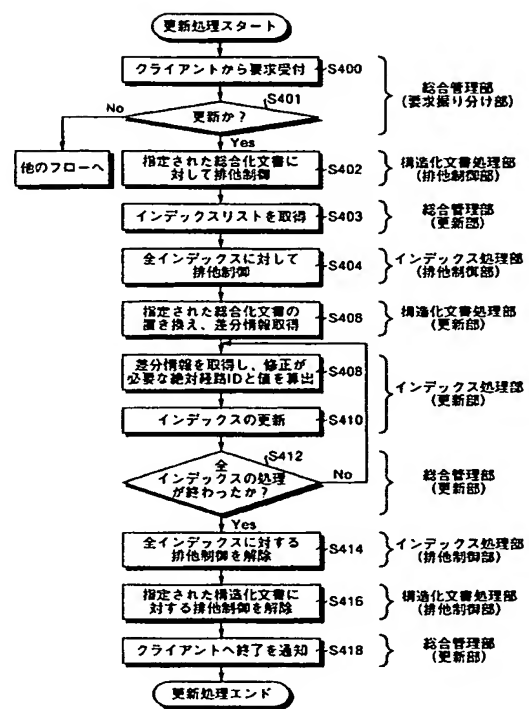 更新処理スタート
クライアントから要求受付
S400
総合管理部
(要求振り分け部)
S401
No
更新か？
Yes
他のフローへ
指定された総合化文書に
対して排他制御
S402
構造化文書処理部
(排他制御部)
インデックスリストを取得
S403
総合管理部
(更新部)
全インデックスに対して
排他制御
S404
インデックス処理部
(排他制御部)
指定された総合化文書の
置き換え、差分情報取得
S408
構造化文書処理部
(更新部)
差分情報を取得し、修正が
必要な絶対経路IDと値を算出
S408
インデックス処理部
(更新部)
インデックスの更新
S410
S412
全
インデックスの処理
が終わったか？
No
総合管理部
(更新部)
Yes
全インデックスに対する
排他制御を解除
S414
インデックス処理部
(排他制御部)
指定された構造化文書に
対する排他制御を解除
S416
構造化文書処理部
(排他制御部)
クライアントへ終了を通知
S418
総合管理部
(更新部)
更新処理エンド